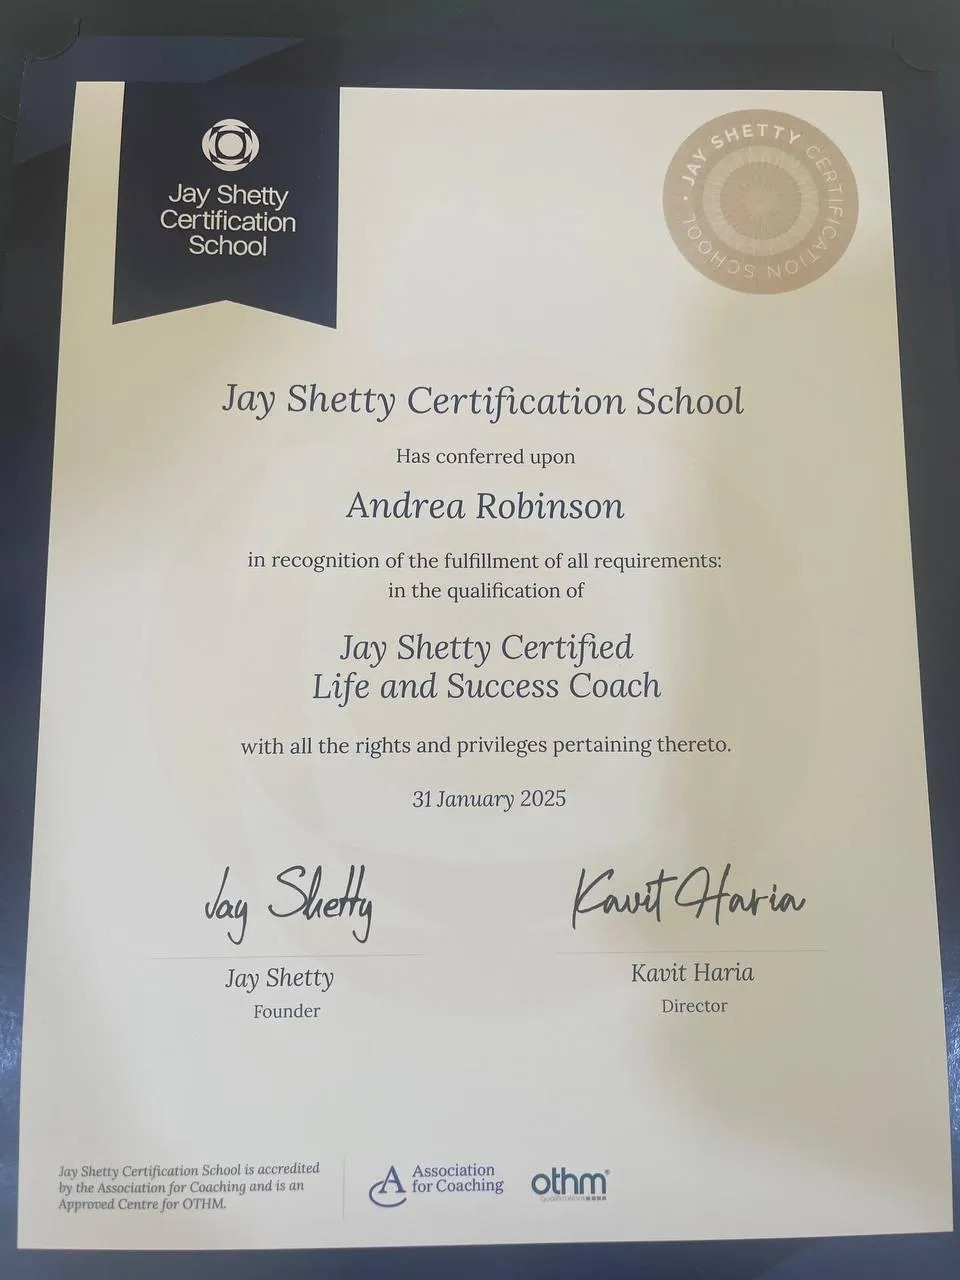 Jay Shetty
Certification
School
JAY SHETTY CERTIFICATION SCHOOL •
Jay Shetty Certification School
Has conferred upon
Andrea Robinson
in recognition of the fulfillment of all requirements:
in the qualification of
Jay Shetty Certified
Life and Success Coach
with all the rights and privileges pertaining thereto.
31 January 2025
Jay Shetty
Kavit Haria
Jay Shetty
Kavit Haria
Founder
Director
Jay Shetty Certification School is accredited
by the Association for Coaching and is an
Approved Centre for OTHM.
A
Association
for Coaching
othm®
qualifications